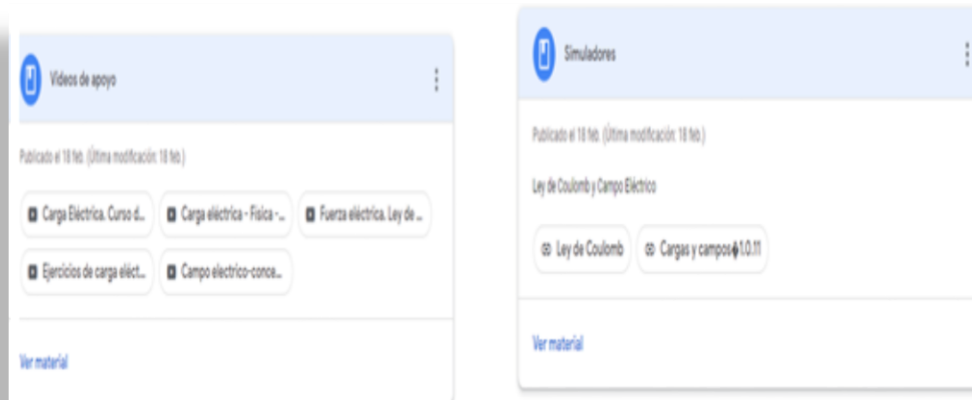 Videos de apoyo
Publicado el 18 feb. (Última modificación: 18 feb.)
Carga Eléctrica. Curso d...
Carga eléctrica - Fisica -...
Fuerza eléctrica. Ley de ...
Ejercicios de carga eléct...
Campo electrico-conce...
Ver material
Simuladores
Publicado el 18 feb. (Última modificación: 18 feb.)
Ley de Coulomb y Campo Eléctrico
Ley de Coulomb
Cargas y campos�1.0.11
Ver material